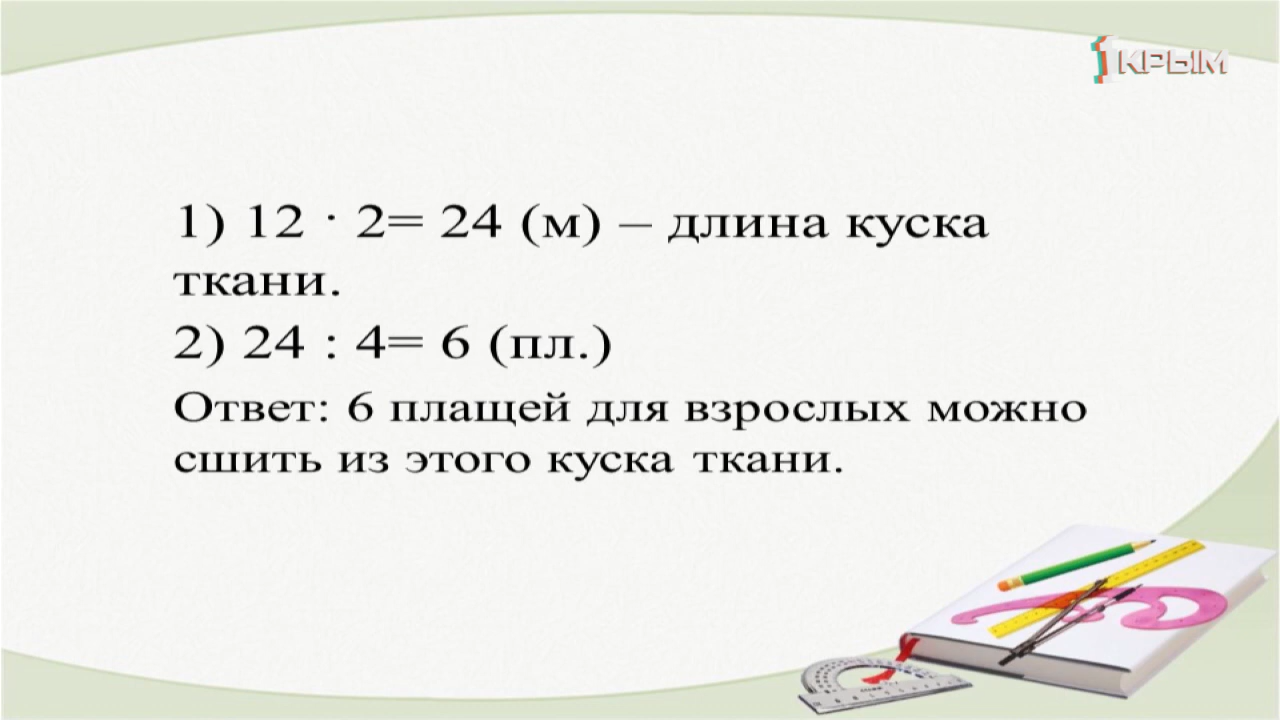 1КРЫМ
1) 12 · 2= 24 (м) – длина куска
ткани.
2) 24 : 4= 6 (пл.)
Ответ: 6 плащей для взрослых можно
сшить из этого куска ткани.